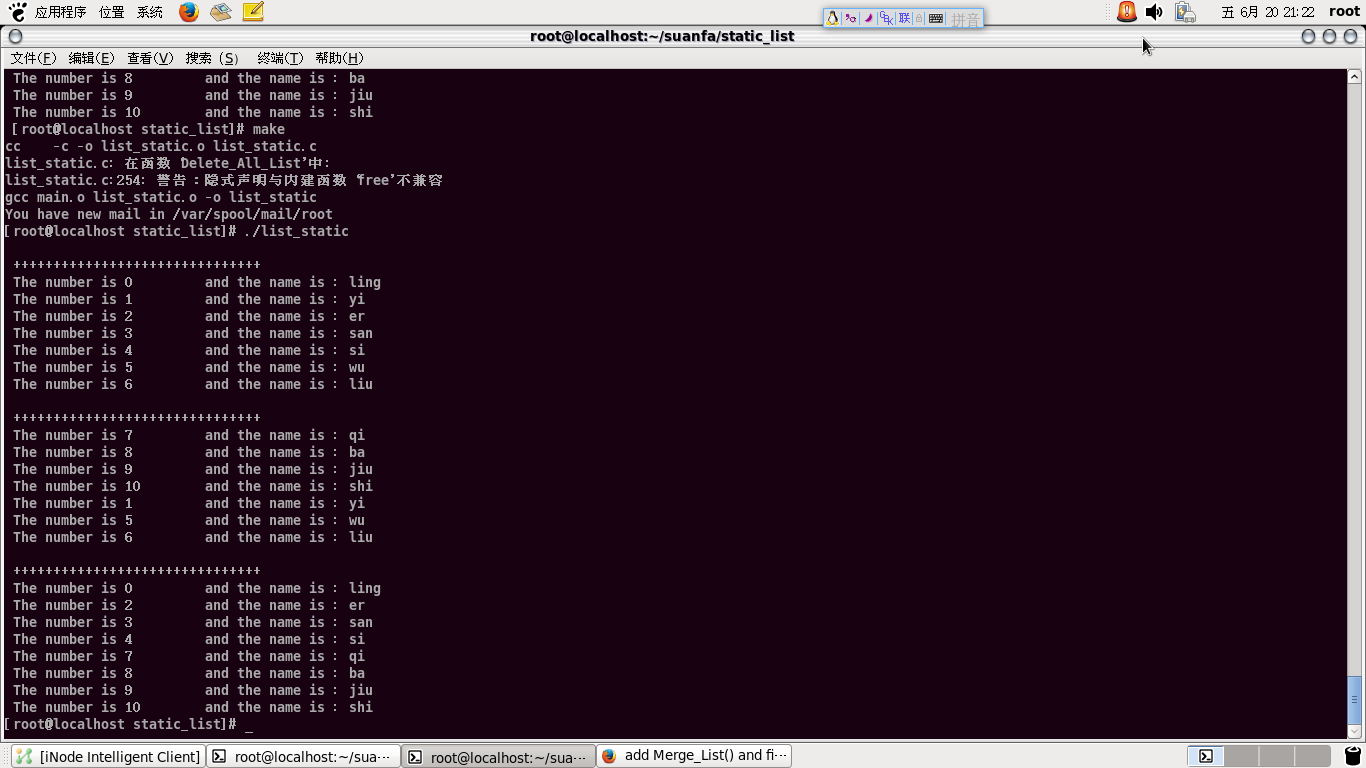 应用程序 位置 系统 拼音 五 6月 20 21:22 root
root@localhost:~/suanfa/static_list
文件(F) 编辑(E) 查看(V) 搜索 (S) 终端(T) 帮助(H)
The number is 8 and the name is : ba
The number is 9 and the name is : jiu
The number is 10 and the name is : shi
[root@localhost static_list]# make
cc -c -o list_static.o list_static.c
list_static.c: 在函数 ‘Delete_All_List’中:
list_static.c:254: 警告：隐式声明与内建函数 ‘free’不兼容
gcc main.o list_static.o -o list_static
You have new mail in /var/spool/mail/root
[root@localhost static_list]# ./list_static
+++++++++++++++++++++++++++++++
The number is 0 and the name is : ling
The number is 1 and the name is : yi
The number is 2 and the name is : er
The number is 3 and the name is : san
The number is 4 and the name is : si
The number is 5 and the name is : wu
The number is 6 and the name is : liu
+++++++++++++++++++++++++++++++
The number is 7 and the name is : qi
The number is 8 and the name is : ba
The number is 9 and the name is : jiu
The number is 10 and the name is : shi
The number is 1 and the name is : yi
The number is 5 and the name is : wu
The number is 6 and the name is : liu
+++++++++++++++++++++++++++++++
The number is 0 and the name is : ling
The number is 2 and the name is : er
The number is 3 and the name is : san
The number is 4 and the name is : si
The number is 7 and the name is : qi
The number is 8 and the name is : ba
The number is 9 and the name is : jiu
The number is 10 and the name is : shi
[root@localhost static_list]# _
[iNode Intelligent Client] root@localhost:~/sua··· root@localhost:~/sua··· add Merge_List() and fi···